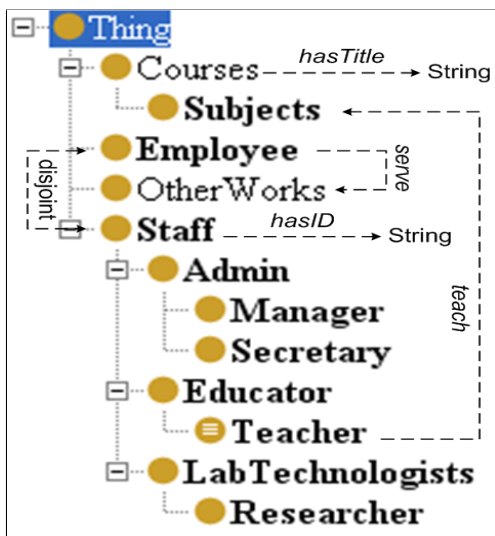 Thing
Courses hasTitle String
Subjects
Employee
serve
disjoint
OtherWorks
Staff hasID String
Admin
Manager
Secretary
teach
Educator
Teacher
LabTechnologists
Researcher